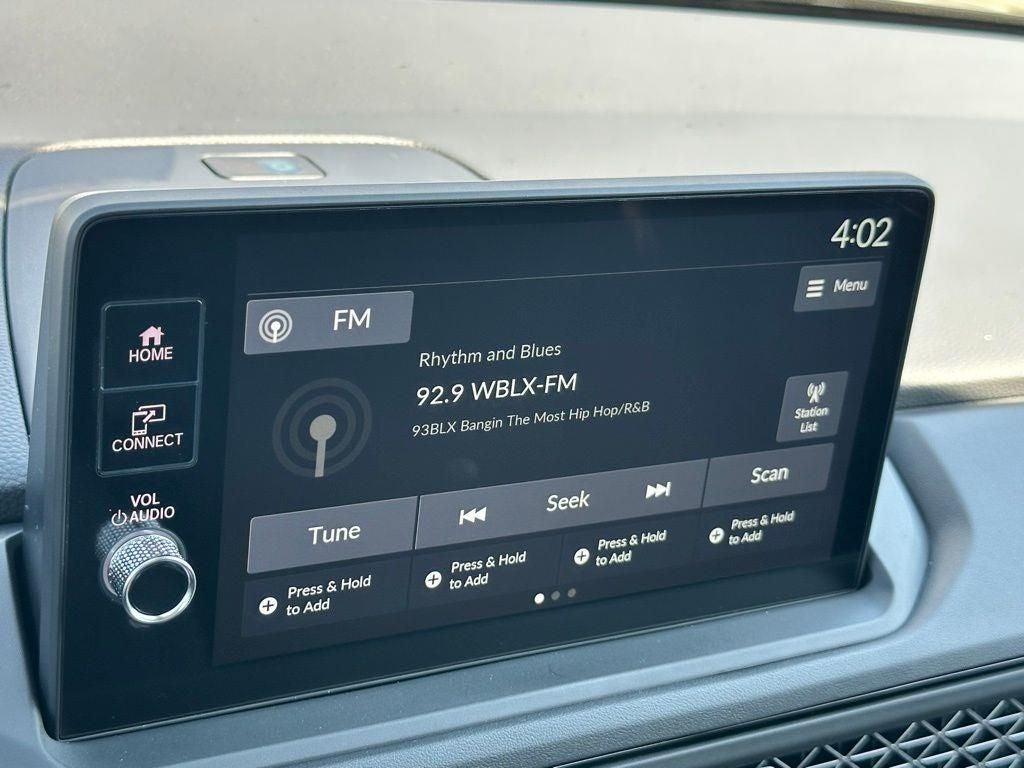 4:02
Menu
HOME
CONNECT
VOL
AUDIO
FM
Rhythm and Blues
92.9 WBLX-FM
93BLX Bangin The Most Hip Hop/R&B
Station
List
Tune
Seek
Scan
Press & Hold
to Add
Press & Hold
to Add
Press & Hold
to Add
Press & Hold
to Add